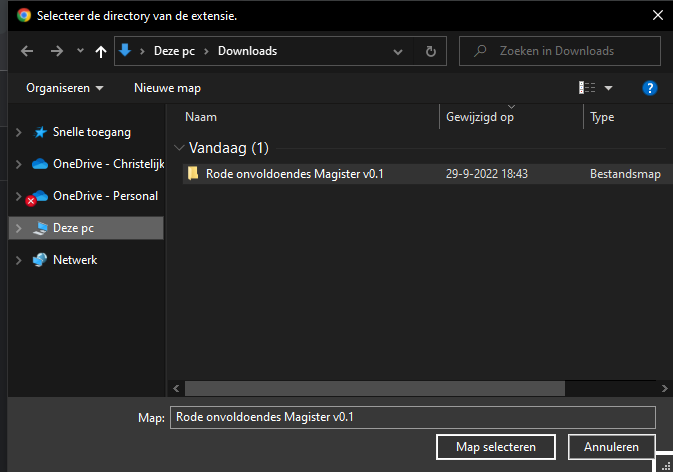 Selecteer de directory van de extensie.
Deze pc › Downloads
Zoeken in Downloads
Organiseren
Nieuwe map
Naam
Gewijzigd op
Type
Snelle toegang
OneDrive - Christelijk
OneDrive - Personal
Deze pc
Netwerk
Vandaag (1)
Rode onvoldoendes Magister v0.1
29-9-2022 18:43
Bestandsmap
Map:
Rode onvoldoendes Magister v0.1
Map selecteren
Annuleren